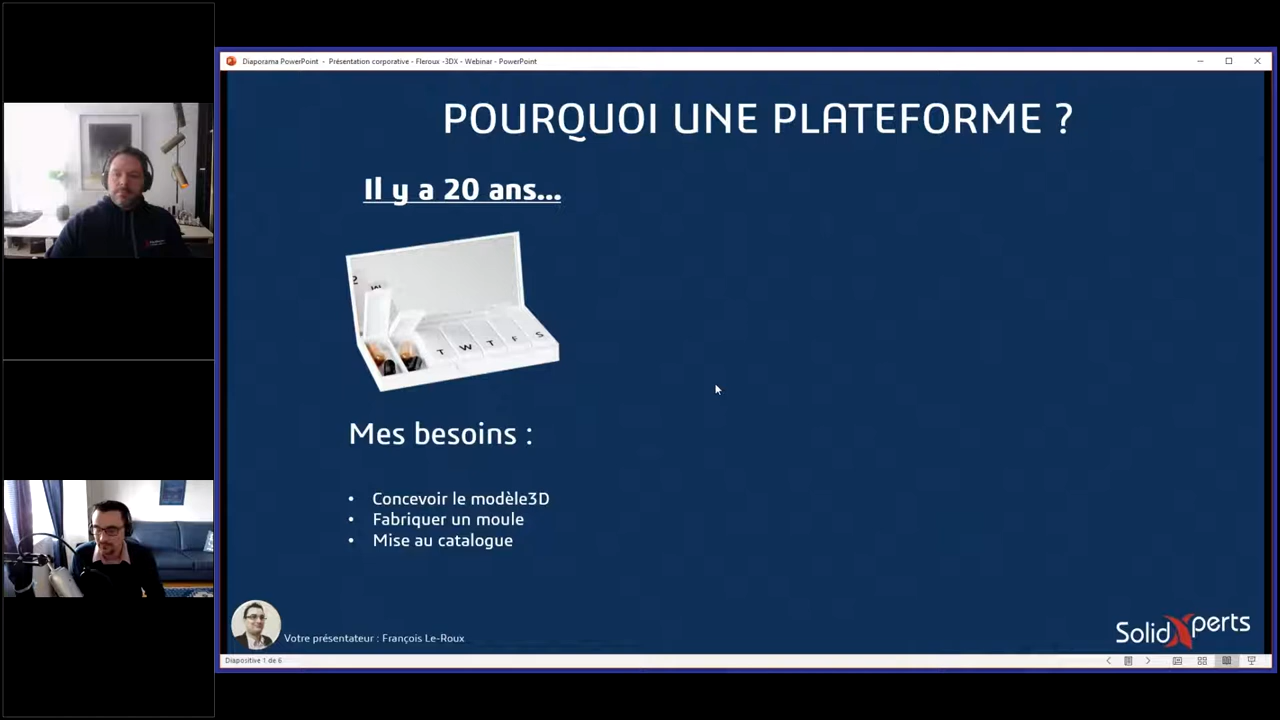 Diaporama PowerPoint - Présentation corporative - Fleroux -3DX - Webinar - PowerPoint
POURQUOI UNE PLATEFORME ?
Il y a 20 ans...
T W T F S
Mes besoins :
• Concevoir le modèle3D
• Fabriquer un moule
• Mise au catalogue
Votre présentateur : François Le-Roux
SolidXperts
Diapositive 1 de 6